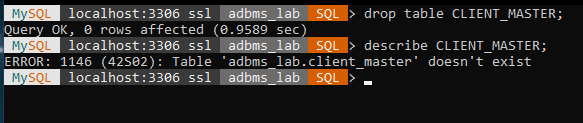 MySQL localhost:3306 ssl adbms_lab SQL > drop table CLIENT_MASTER;
Query OK, 0 rows affected (0.9589 sec)
MySQL localhost:3306 ssl adbms_lab SQL > describe CLIENT_MASTER;
ERROR: 1146 (42S02): Table 'adbms_lab.client_master' doesn't exist
MySQL localhost:3306 ssl adbms_lab SQL >